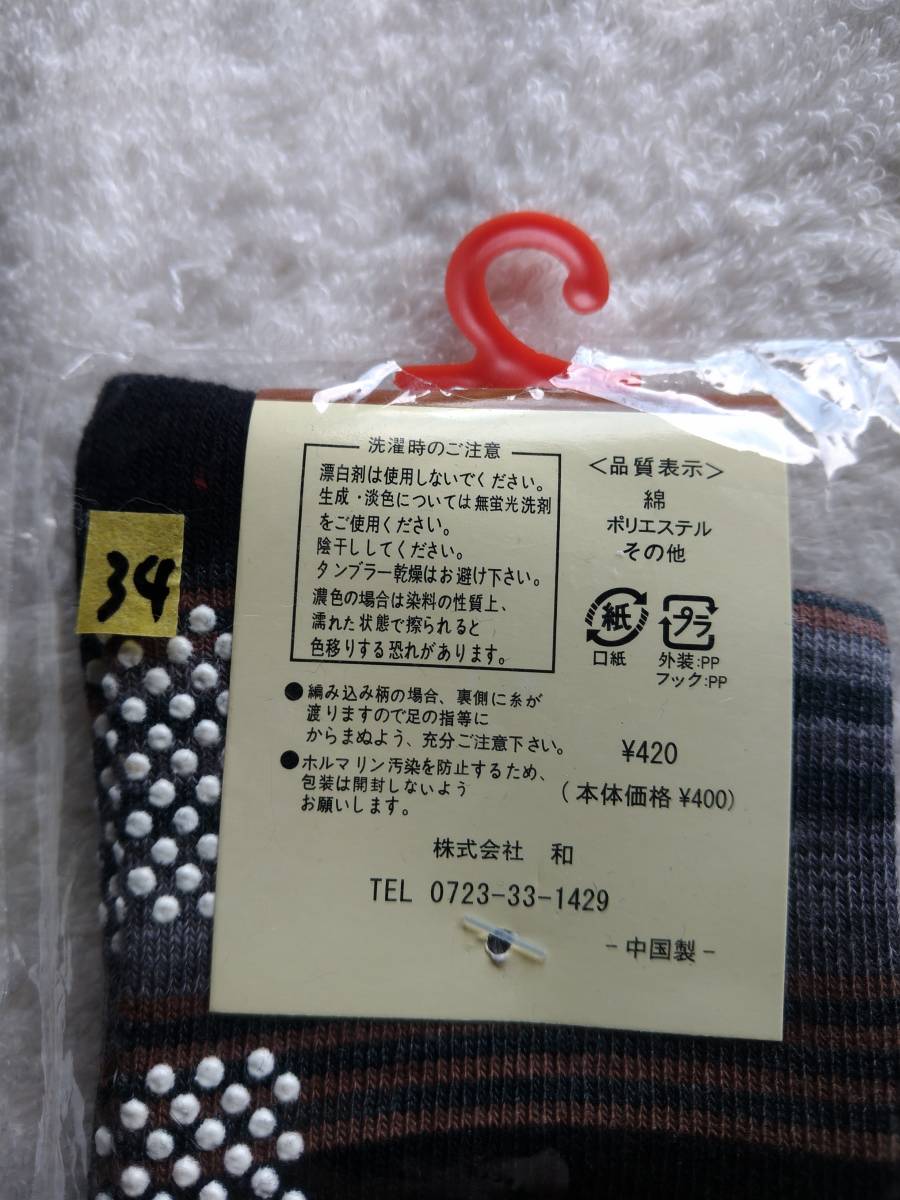 洗濯時のご注意
漂白剤は使用しないでください。
生成・淡色については無蛍光洗剤
をご使用ください。
陰干ししてください。
タンブラー乾燥はお避け下さい。
濃色の場合は染料の性質上、
濡れた状態で擦られると
色移りする恐れがあります。
<品質表示>
綿
ポリエステル
その他
紙
口紙
プラ
外装:PP
フック:PP
34
●編み込み柄の場合、裏側に糸が
渡りますので足の指等に
からまぬよう、充分ご注意下さい。
●ホルマリン汚染を防止するため、
包装は開封しないよう
お願いします。
¥420
(本体価格¥400)
株式会社 和
TEL 0723-33-1429
-中国製-